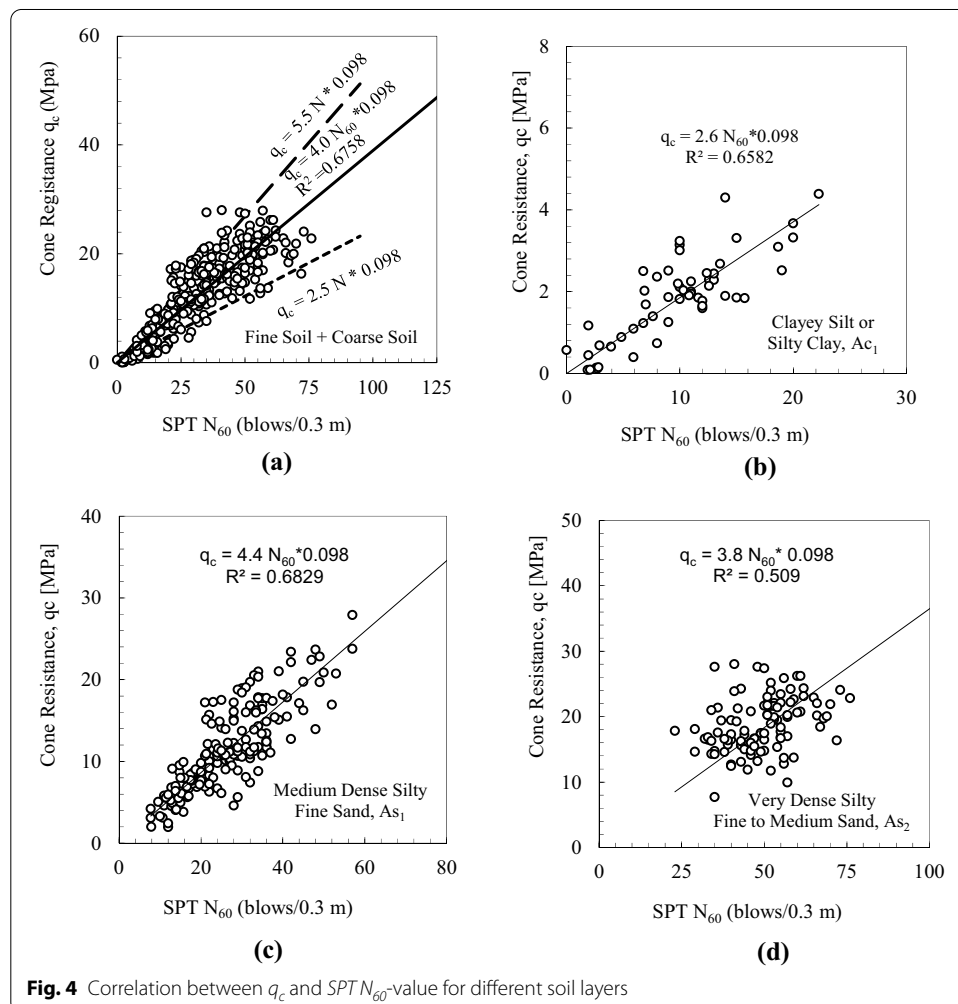 60
40
20
0
0 25 50 75 100 125
Cone Registance q_c (Mpa)
q_c = 5.5 N * 0.098
q_c = 4.0 N_60 *0.098
R² =0.6758
q_c = 2.5 N * 0.098
Fine Soil + Coarse Soil
SPT N_60 (blows/0.3 m)
(a)
8
6
4
2
0
0 10 20 30
Cone Resistance, qc [MPa]
q_c = 2.6 N_60*0.098
R² = 0.6582
Clayey Silt or
Silty Clay, Ac_1
SPT N_60 (blows/0.3 m)
(b)
40
30
20
10
0
0 20 40 60 80
Cone Resistance, qc [MPa]
q_c = 4.4 N_60*0.098
R² = 0.6829
Medium Dense Silty
Fine Sand, As_1
SPT N_60 (blows/0.3 m)
(c)
50
40
30
20
10
0
0 25 50 75 100
Cone Resistance, qc [MPa]
q_c = 3.8 N_60* 0.098
R² = 0.509
Very Dense Silty
Fine to Medium Sand, As_2
SPT N_60 (blows/0.3 m)
(d)
Fig. 4 Correlation between q_c and SPT N_60-value for different soil layers